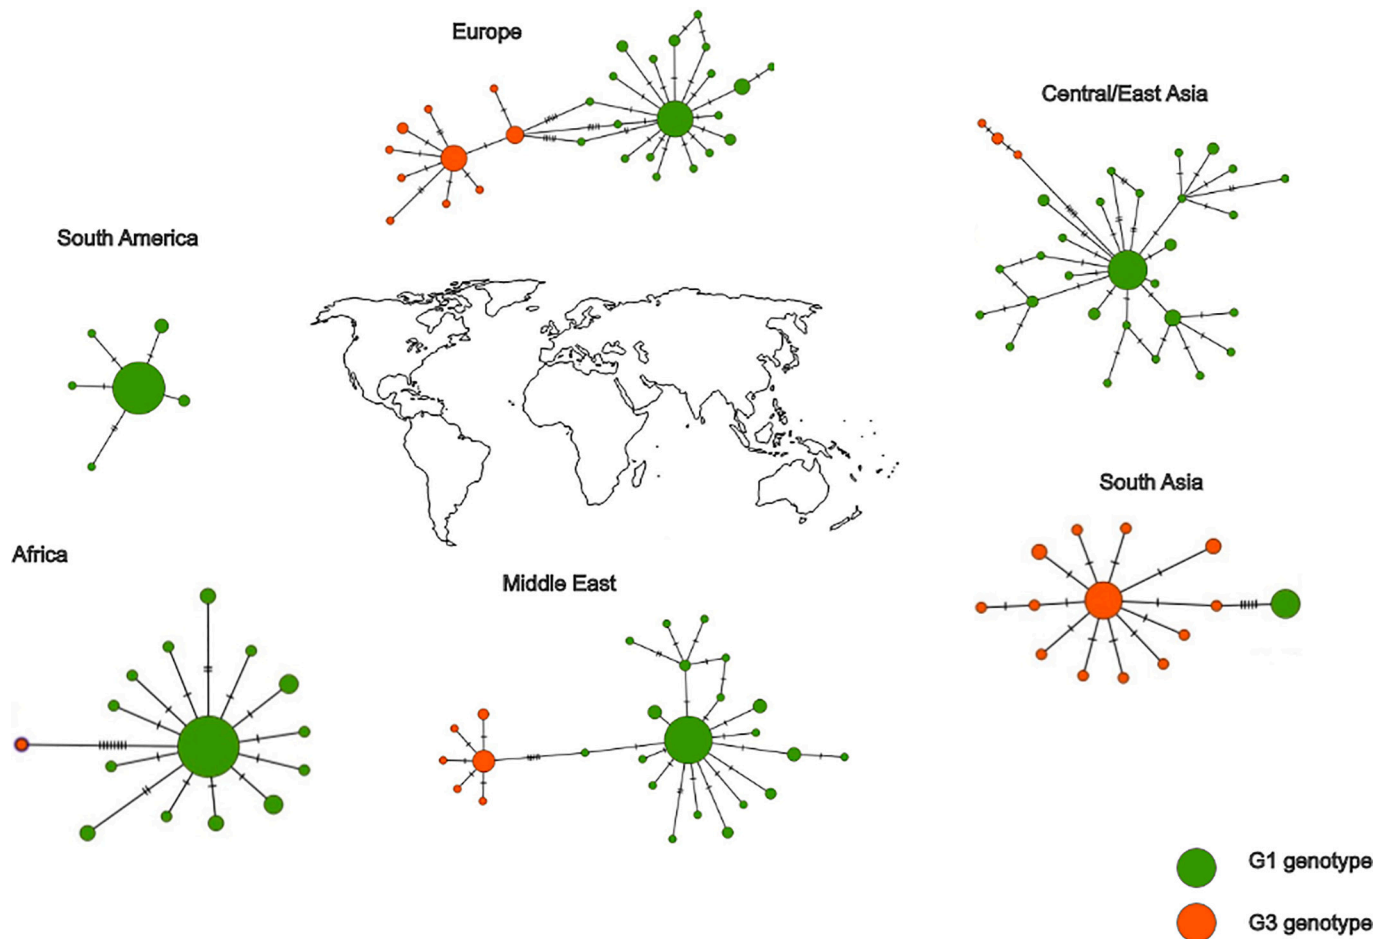 Europe
Central/East Asia
South America
South Asia
Africa
Middle East
G1 genotype
G3 genotype